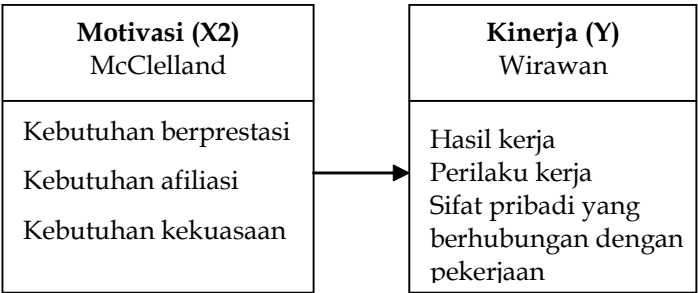 Motivasi (X2)
McClelland
Kebutuhan berprestasi
Kebutuhan afiliasi
Kebutuhan kekuasaan
Kinerja (Y)
Wirawan
Hasil kerja
Perilaku kerja
Sifat pribadi yang
berhubungan dengan
pekerjaan